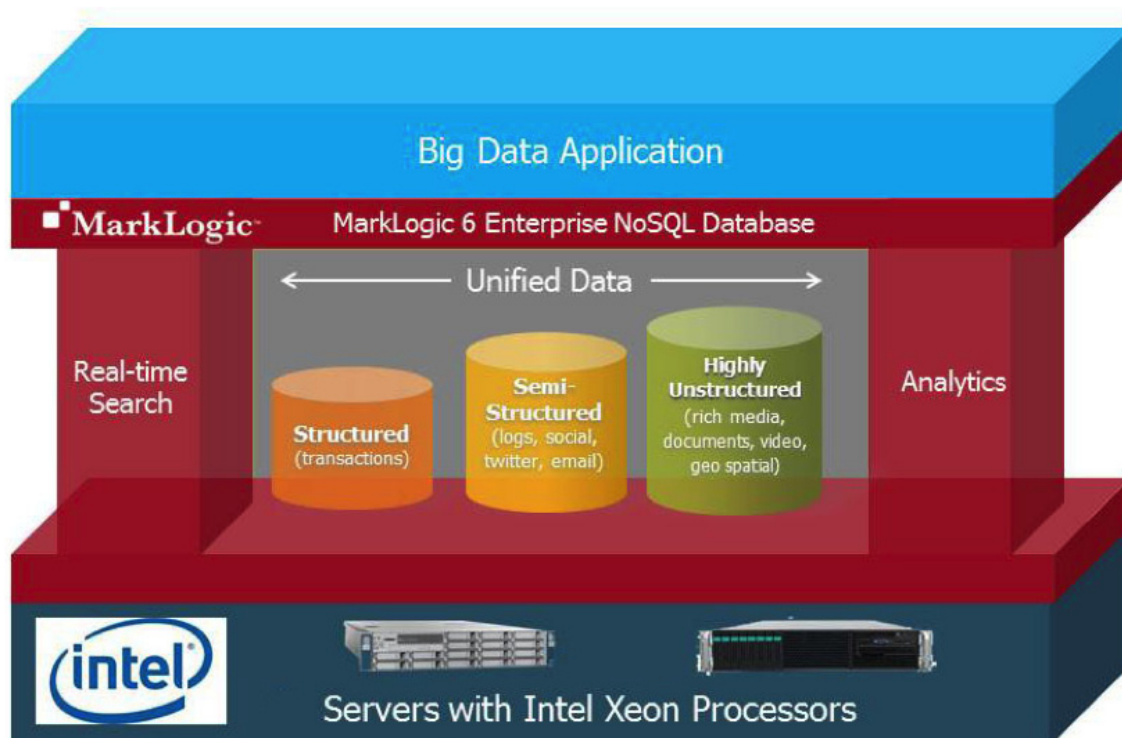 Big Data Application
MarkLogic™
MarkLogic 6 Enterprise NoSQL Database
Unified Data
Real-time
Search
Structured
(transactions)
Semi-
Structured
(logs, social,
twitter, email)
Highly
Unstructured
(rich media,
documents, video,
geo spatial)
Analytics
intel®
Servers with Intel Xeon Processors